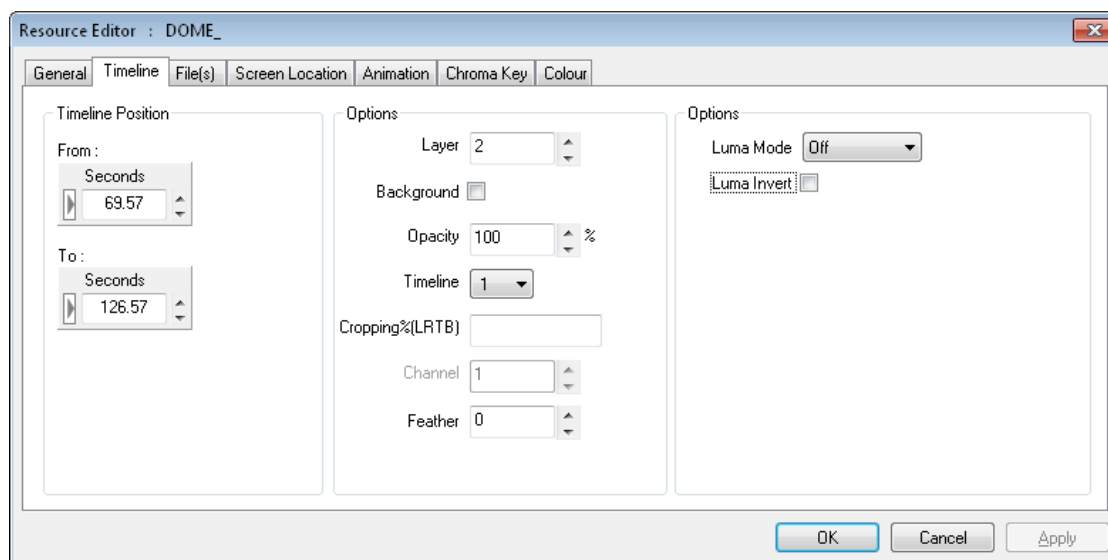 Resource Editor : DOME_
General Timeline File(s) Screen Location Animation Chroma Key Colour
Timeline Position
From :
Seconds
69.57
To :
Seconds
126.57
Options
Layer 2
Background
Opacity 100 %
Timeline 1
Cropping%(LRTB)
Channel 1
Feather 0
Options
Luma Mode Off
Luma Invert
OK Cancel Apply